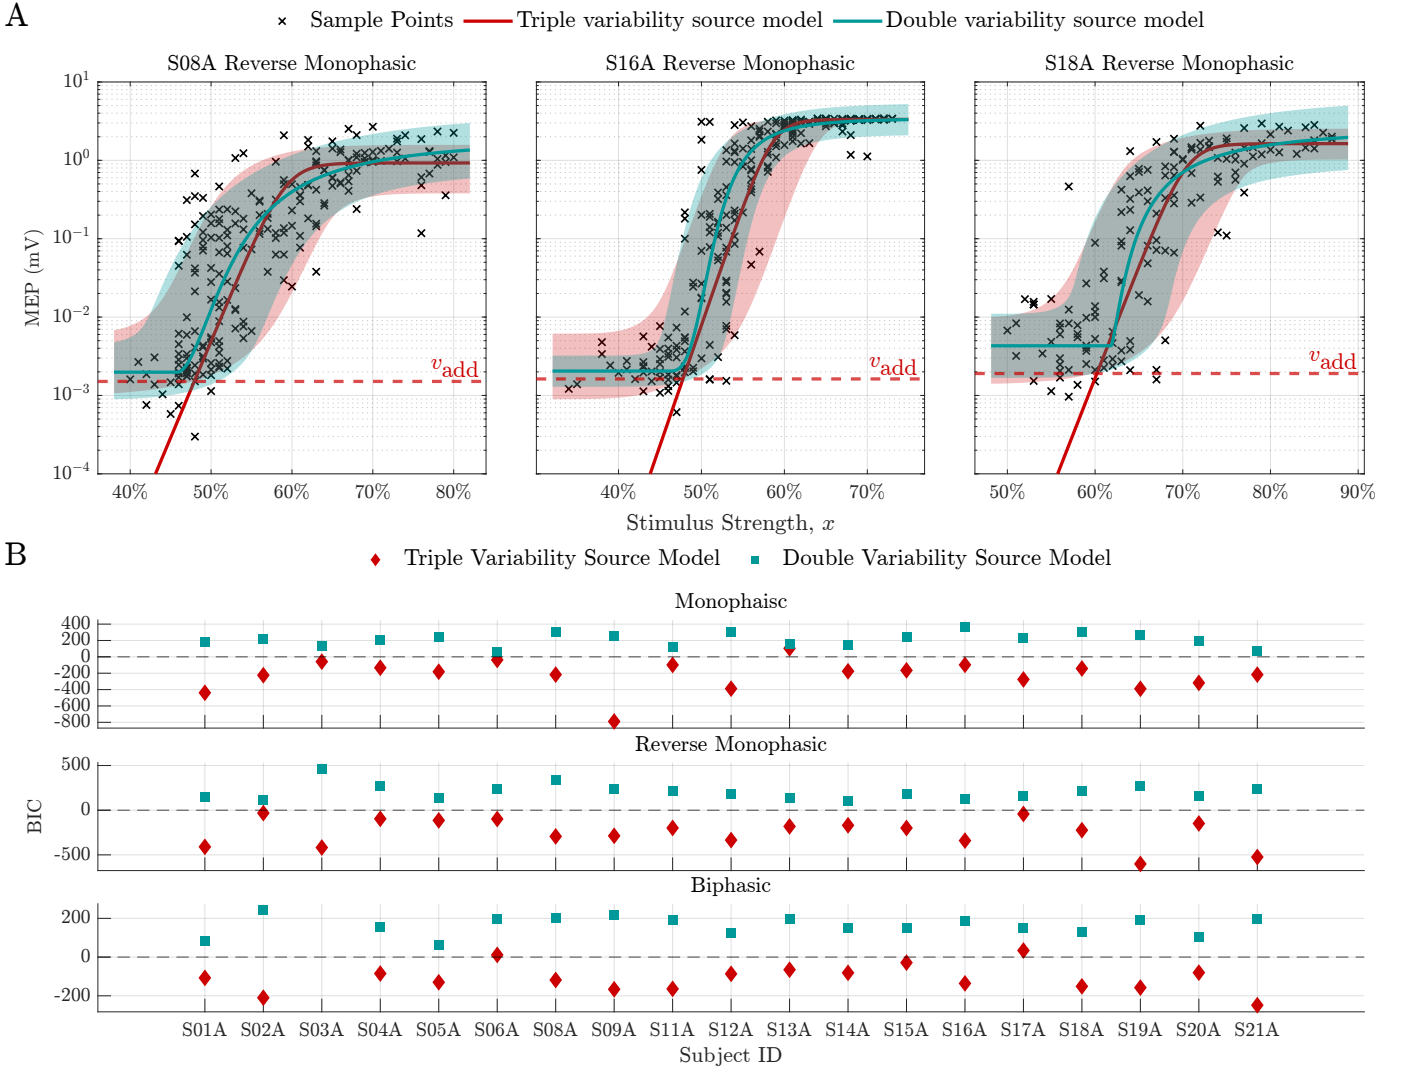 A
Sample Points Triple variability source model Double variability source model
S08A Reverse Monophasic S16A Reverse Monophasic S18A Reverse Monophasic
MEP (mV)
10^1
10^0
10^−1
10^−2
10^−3
10^−4
v_add v_add v_add
40% 50% 60% 70% 80% 40% 50% 60% 70% 50% 60% 70% 80% 90%
Stimulus Strength, x
B
Triple Variability Source Model Double Variability Source Model
Monophaisc
400
200
0
-200
-400
-600
-800
Reverse Monophasic
BIC
500
0
-500
Biphasic
200
0
-200
S01A S02A S03A S04A S05A S06A S08A S09A S11A S12A S13A S14A S15A S16A S17A S18A S19A S20A S21A
Subject ID